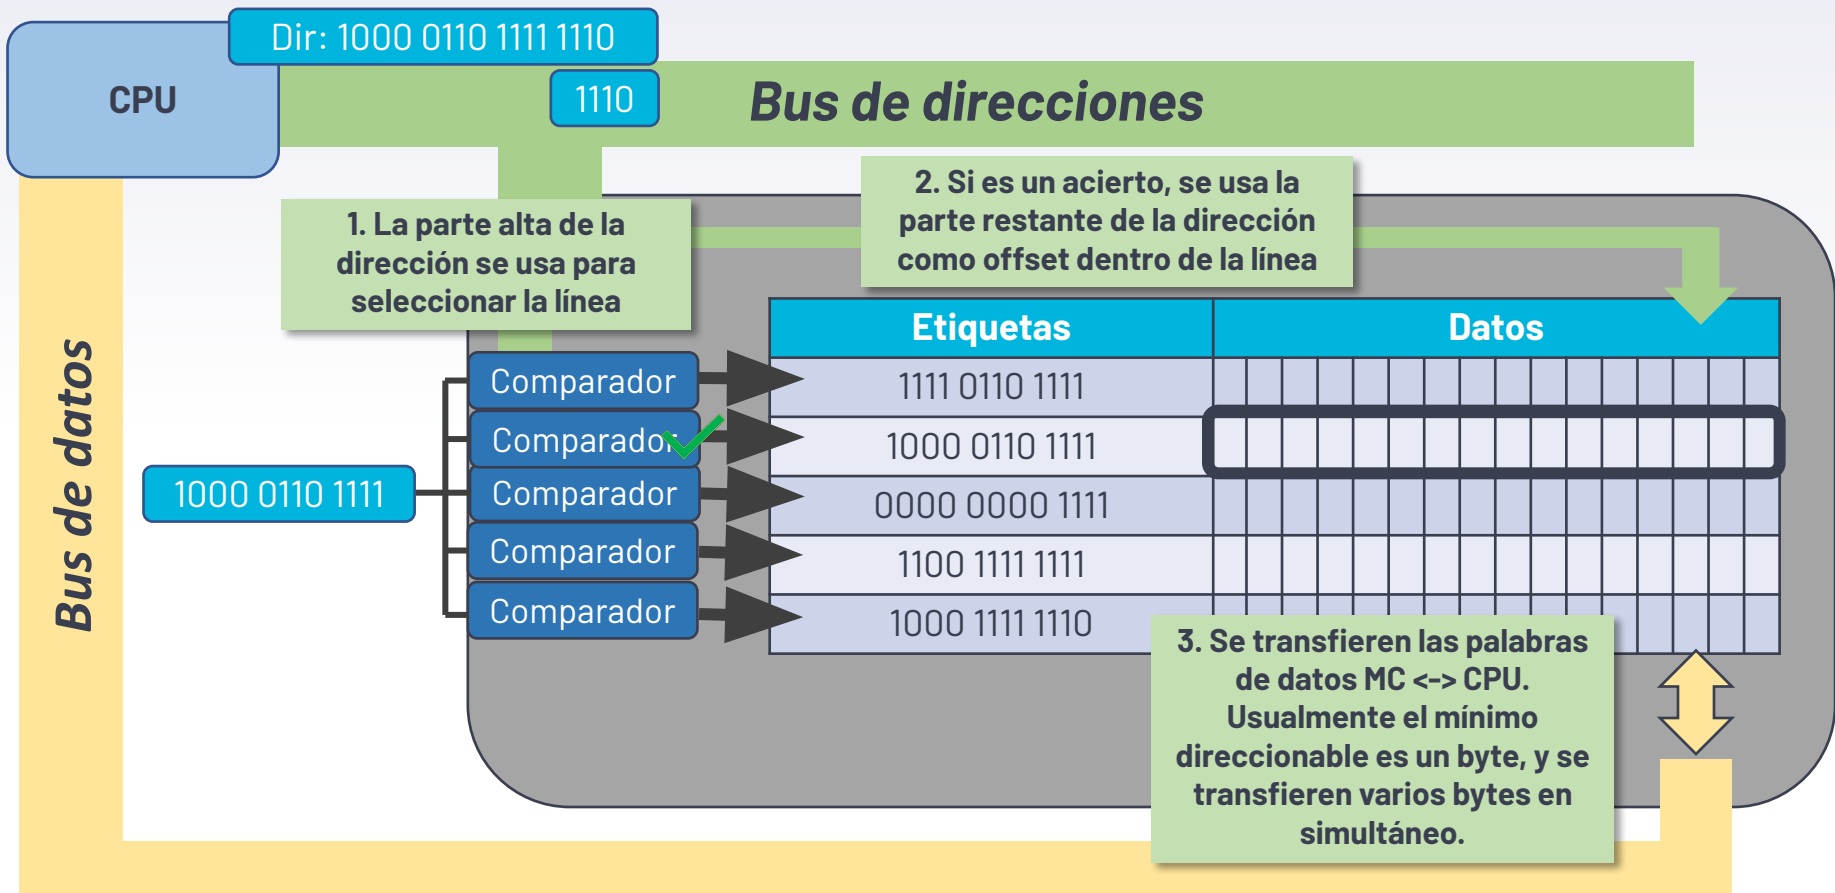 Dir: 1000 0110 1111 1110
CPU
1110
Bus de direcciones
1. La parte alta de la
dirección se usa para
seleccionar la línea
2. Si es un acierto, se usa la
parte restante de la dirección
como offset dentro de la línea
Etiquetas
Datos
Comparador
1111 0110 1111
Comparador
1000 0110 1111
1000 0110 1111
Comparador
0000 0000 1111
Comparador
1100 1111 1111
Comparador
1000 1111 1110
Bus de datos
3. Se transfieren las palabras
de datos MC <-> CPU.
Usualmente el mínimo
direccionable es un byte, y se
transfieren varios bytes en
simultáneo.